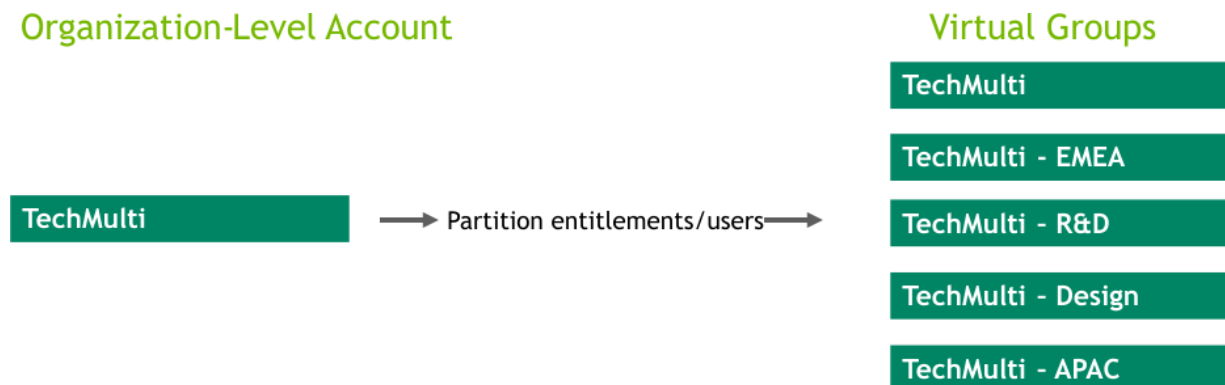 Organization-Level Account
Virtual Groups
TechMulti
TechMulti - EMEA
TechMulti
Partition entitlements/users
TechMulti – R&D
TechMulti – Design
TechMulti – APAC